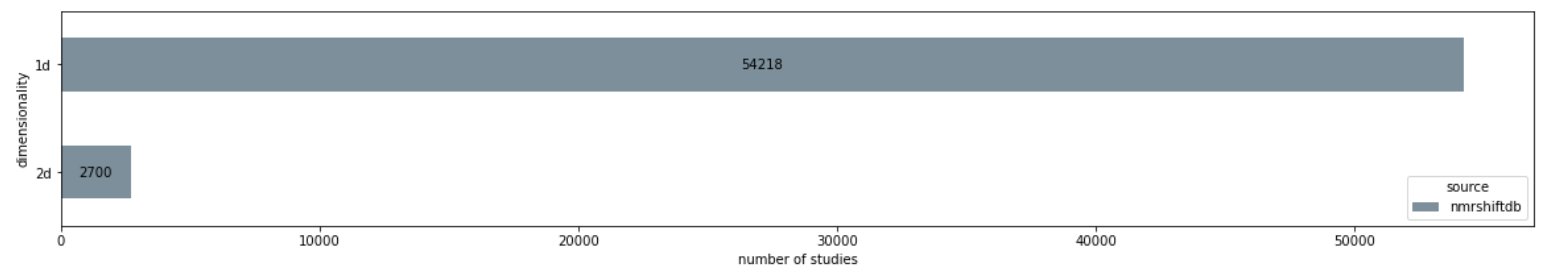 dimensionality
1d
54218
2d
2700
source
nmrshiftdb
0
10000
20000
30000
40000
50000
number of studies